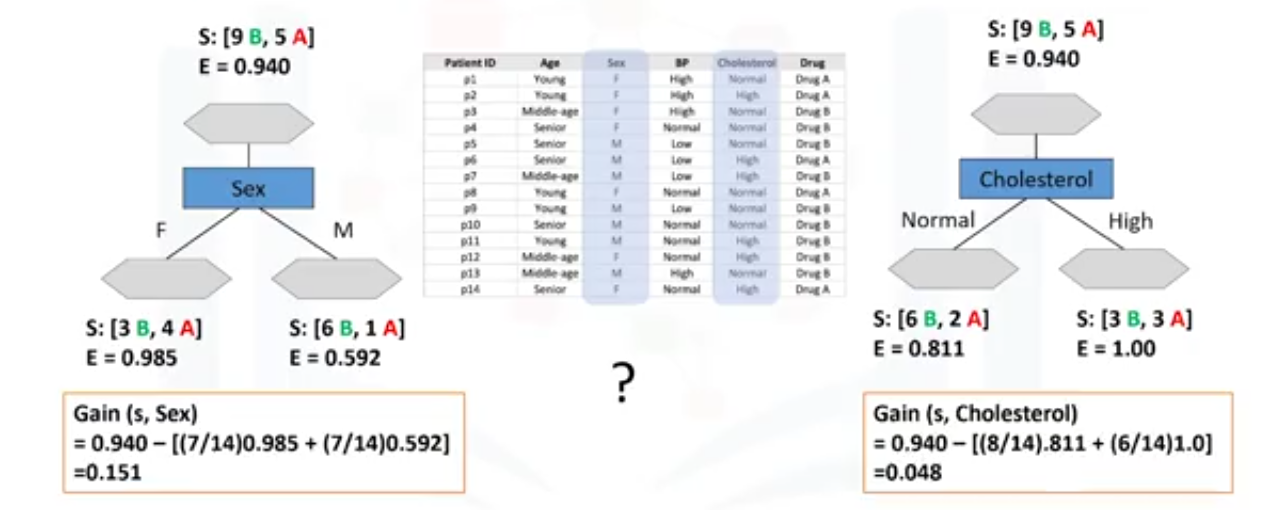 S: [9 B, 5 A]
E = 0.940
Sex
F
M
S: [3 B, 4 A]
E = 0.985
S: [6 B, 1 A]
E = 0.592
Gain (s, Sex)
= 0.940 – [(7/14)0.985 + (7/14)0.592]
=0.151
Patient ID Age Sex BP Cholesterol Drug
p1 Young F High Normal Drug A
p2 Young F High High Drug A
p3 Middle-age F High Normal Drug B
p4 Senior F Normal Normal Drug B
p5 Senior M Low Normal Drug B
p6 Senior M Low High Drug A
p7 Middle-age M Low High Drug B
p8 Young F Normal Normal Drug A
p9 Young M Low Normal Drug B
p10 Senior M Normal Normal Drug B
p11 Young M Normal High Drug B
p12 Middle-age F Normal High Drug B
p13 Middle-age M High Normal Drug B
p14 Senior F Normal High Drug A
?
S: [9 B, 5 A]
E = 0.940
Cholesterol
Normal
High
S: [6 B, 2 A]
E = 0.811
S: [3 B, 3 A]
E = 1.00
Gain (s, Cholesterol)
= 0.940 – [(8/14).811 + (6/14)1.0]
=0.048